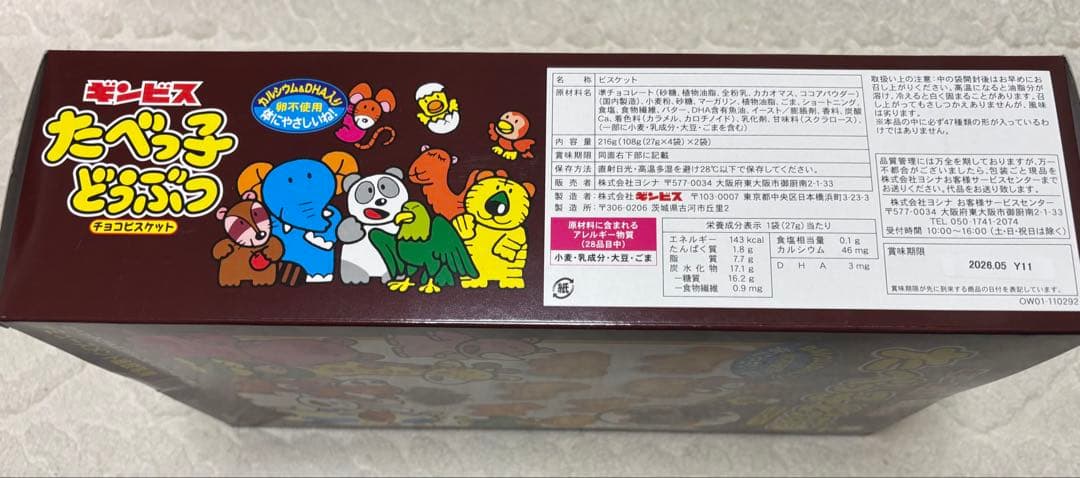 ギンビス
たべっ子
どうぶつ
チョコビスケット
カルシウム&DHA入り
卵不使用
体にやさしいね!
名称 ビスケット
原材料名 準チョコレート(砂糖、植物油脂、全粉乳、カカオマス、ココアパウダー)
(国内製造)、小麦粉、砂糖、マーガリン、植物油脂、ごま、ショートニング、
食塩、食物繊維、バター、DHA含有魚油、イースト/膨脹剤、香料、炭酸
Ca、着色料(カラメル、カロチノイド)、乳化剤、甘味料(スクラロース)、
(一部に小麦・乳成分・大豆・ごまを含む)
内容量 216g(108g(27g×4袋)×2袋)
賞味期限 同面右下部に記載
保存方法 直射日光・高温多湿を避け28℃以下で保存してください。
販売者 株式会社ヨシナ 〒577-0034 大阪府東大阪市御厨南2-1-33
製造者:株式会社ギンビス 〒103-0007 東京都中央区日本橋浜町3-23-3
製造所:〒306-0206 茨城県古河市丘里2
原材料に含まれる
アレルギー物質
(28品目中)
小麦・乳成分・大豆・ごま
紙
栄養成分表示 1袋(27g)当たり
エネルギー 143 kcal
たんぱく質 1.8 g
脂質 7.7 g
炭水化物 17.1 g
-糖質 16.2 g
-食物繊維 0.9 mg
食塩相当量 0.1 g
カルシウム 46 mg
DHA 3 mg
取扱い上の注意:中の袋開封後はお早めにお
召し上がりください。高温になると油脂分が
溶け、冷えると白く固まることがあります。召
し上がってもさしつかえありませんが、風味
は劣ります。
※本品の中に必ず47種類の形が入っているわ
けではありません。
品質管理には万全を期しておりますが、万一
不都合がございましたら、包装ごと現品を
株式会社ヨシナお客様サービスセンターまで
お送りください。代品をお送り致します。
株式会社ヨシナ お客様サービスセンター
〒577-0034 大阪府東大阪市御厨南2-1-33
TEL 050-1741-2074
受付時間 10:00〜16:00(土・日・祝日は除く)
賞味期限
2026.05 Y11
賞味期限が先に到来する商品の日付を表記しています。
OW01-110292